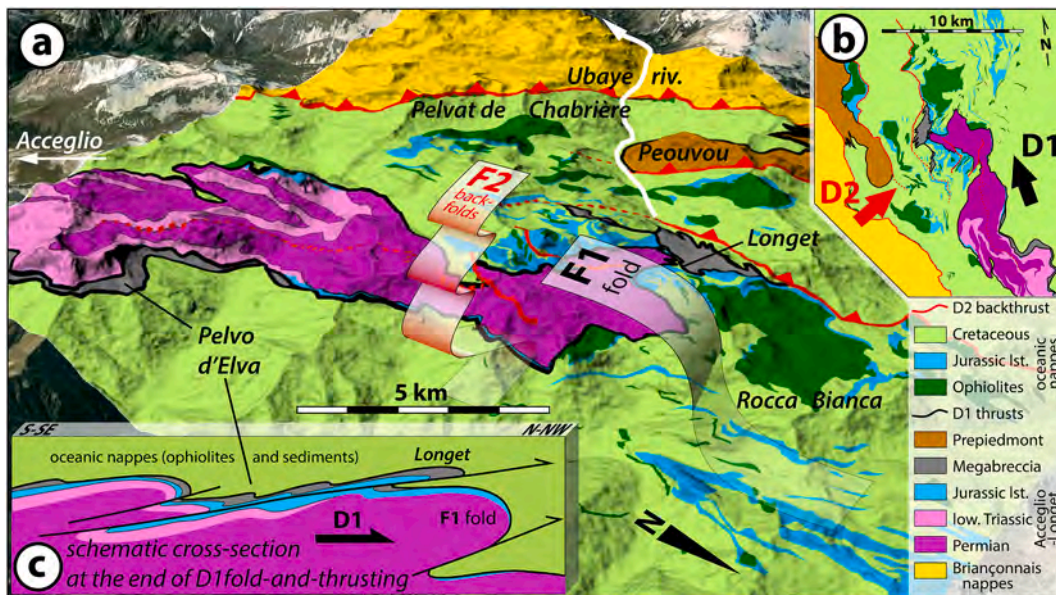 a
Ubaye riv.
Pelvat de Chabrière
Acceglio
Peouvou
F2
back-
folds
Longet
F1
fold
Pelvo
d'Elva
5 km
Rocca Bianca
N
b
10 km
N
D1
D2
D2 backthrust
Cretaceous
Jurassic lst.
Ophiolites
oceanic
nappes
D1 thrusts
Prepiedmont
Megabreccia
Jurassic lst.
low. Triassic
Permian
Acceglio
-Longet
Briançonnais
nappes
S-SE
N-NW
oceanic nappes (ophiolites and sediments)
Longet
D1
F1 fold
c
schematic cross-section
at the end of D1fold-and-thrusting